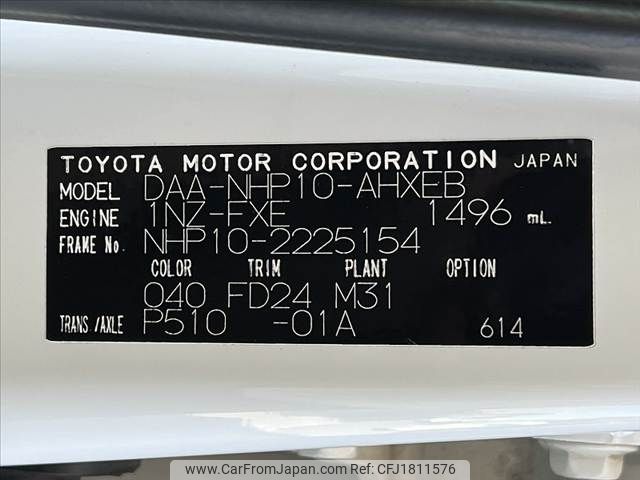 TOYOTA MOTOR CORPORATION JAPAN
MODEL DAA-NHP10-AHXEB
ENGINE 1NZ-FXE 1496 mL.
FRAME No. NHP10-2225154
COLOR TRIM PLANT OPTION
040 FD24 M31
TRANS./AXLE P510 -01A 614
www.CarFromJapan.com - CFJ1811576